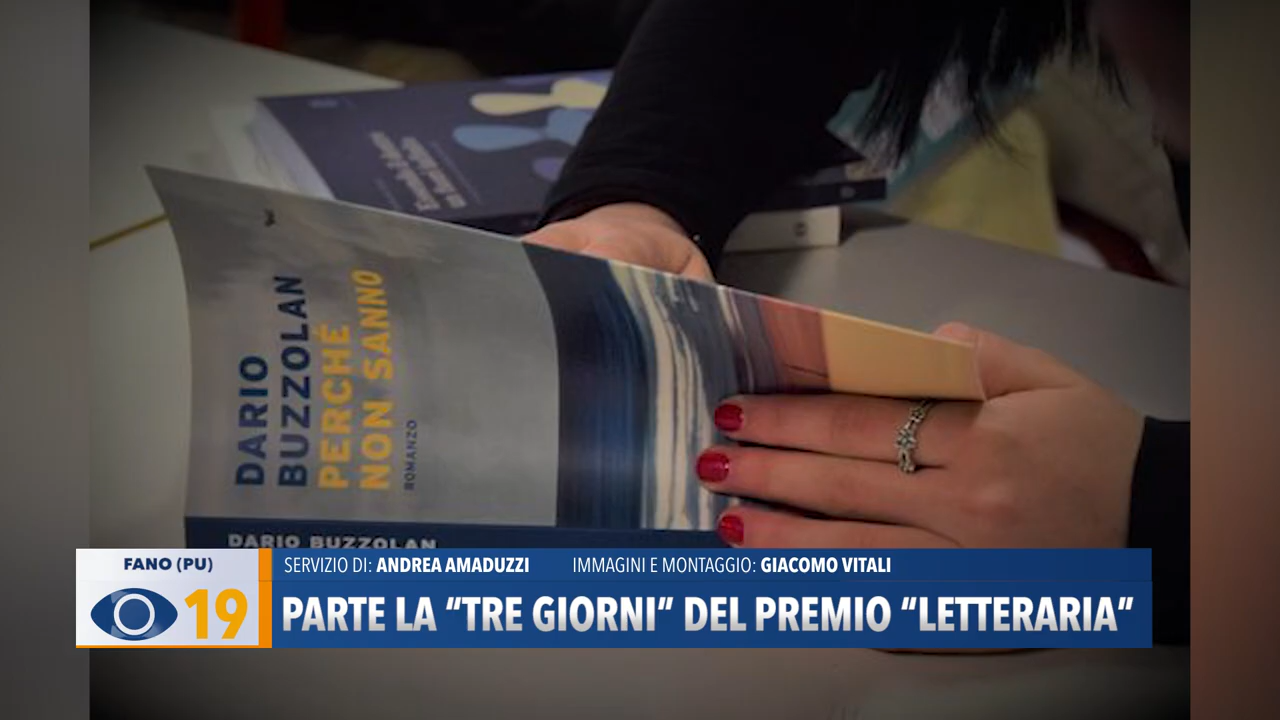 DARIO
BUZZOLAN
PERCHÉ
NON SANNO
ROMANZO
DARIO BUZZOLAN
FANO (PU)
19
SERVIZIO DI: ANDREA AMADUZZI IMMAGINI E MONTAGGIO: GIACOMO VITALI
PARTE LA “TRE GIORNI” DEL PREMIO “LETTERARIA”